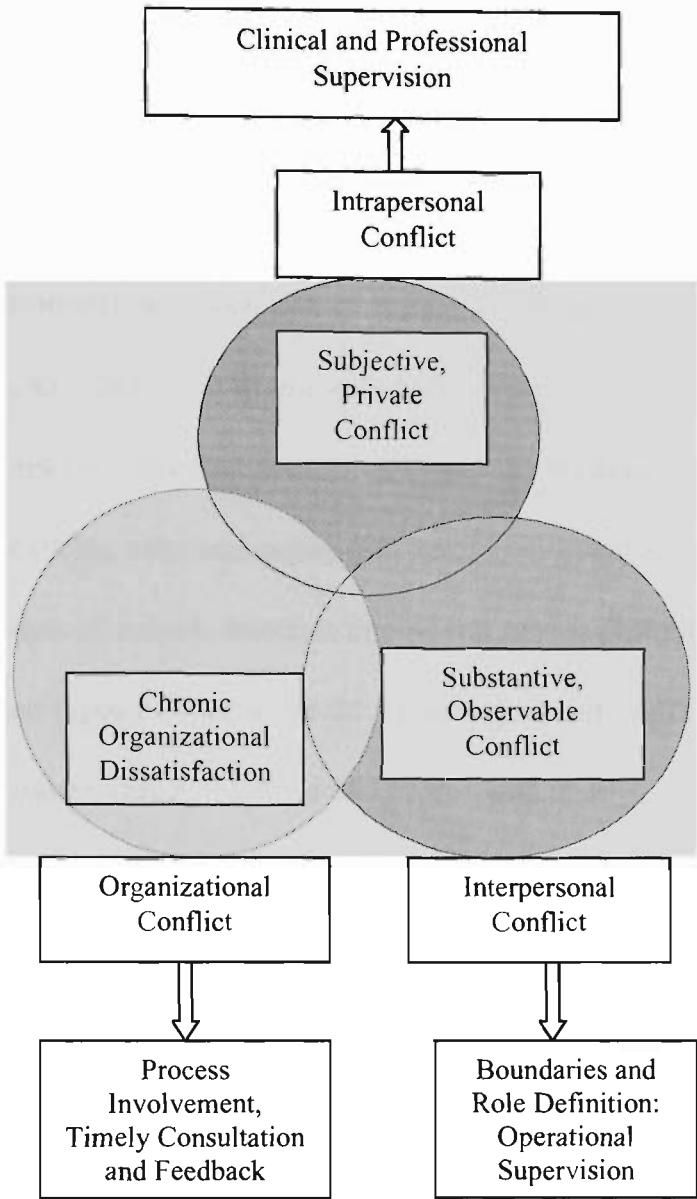 Clinical and Professional
Supervision
Intrapersonal
Conflict
Subjective,
Private
Conflict
Chronic
Organizational
Dissatisfaction
Substantive,
Observable
Conflict
Organizational
Conflict
Interpersonal
Conflict
Process
Involvement,
Timely Consultation
and Feedback
Boundaries and
Role Definition:
Operational
Supervision